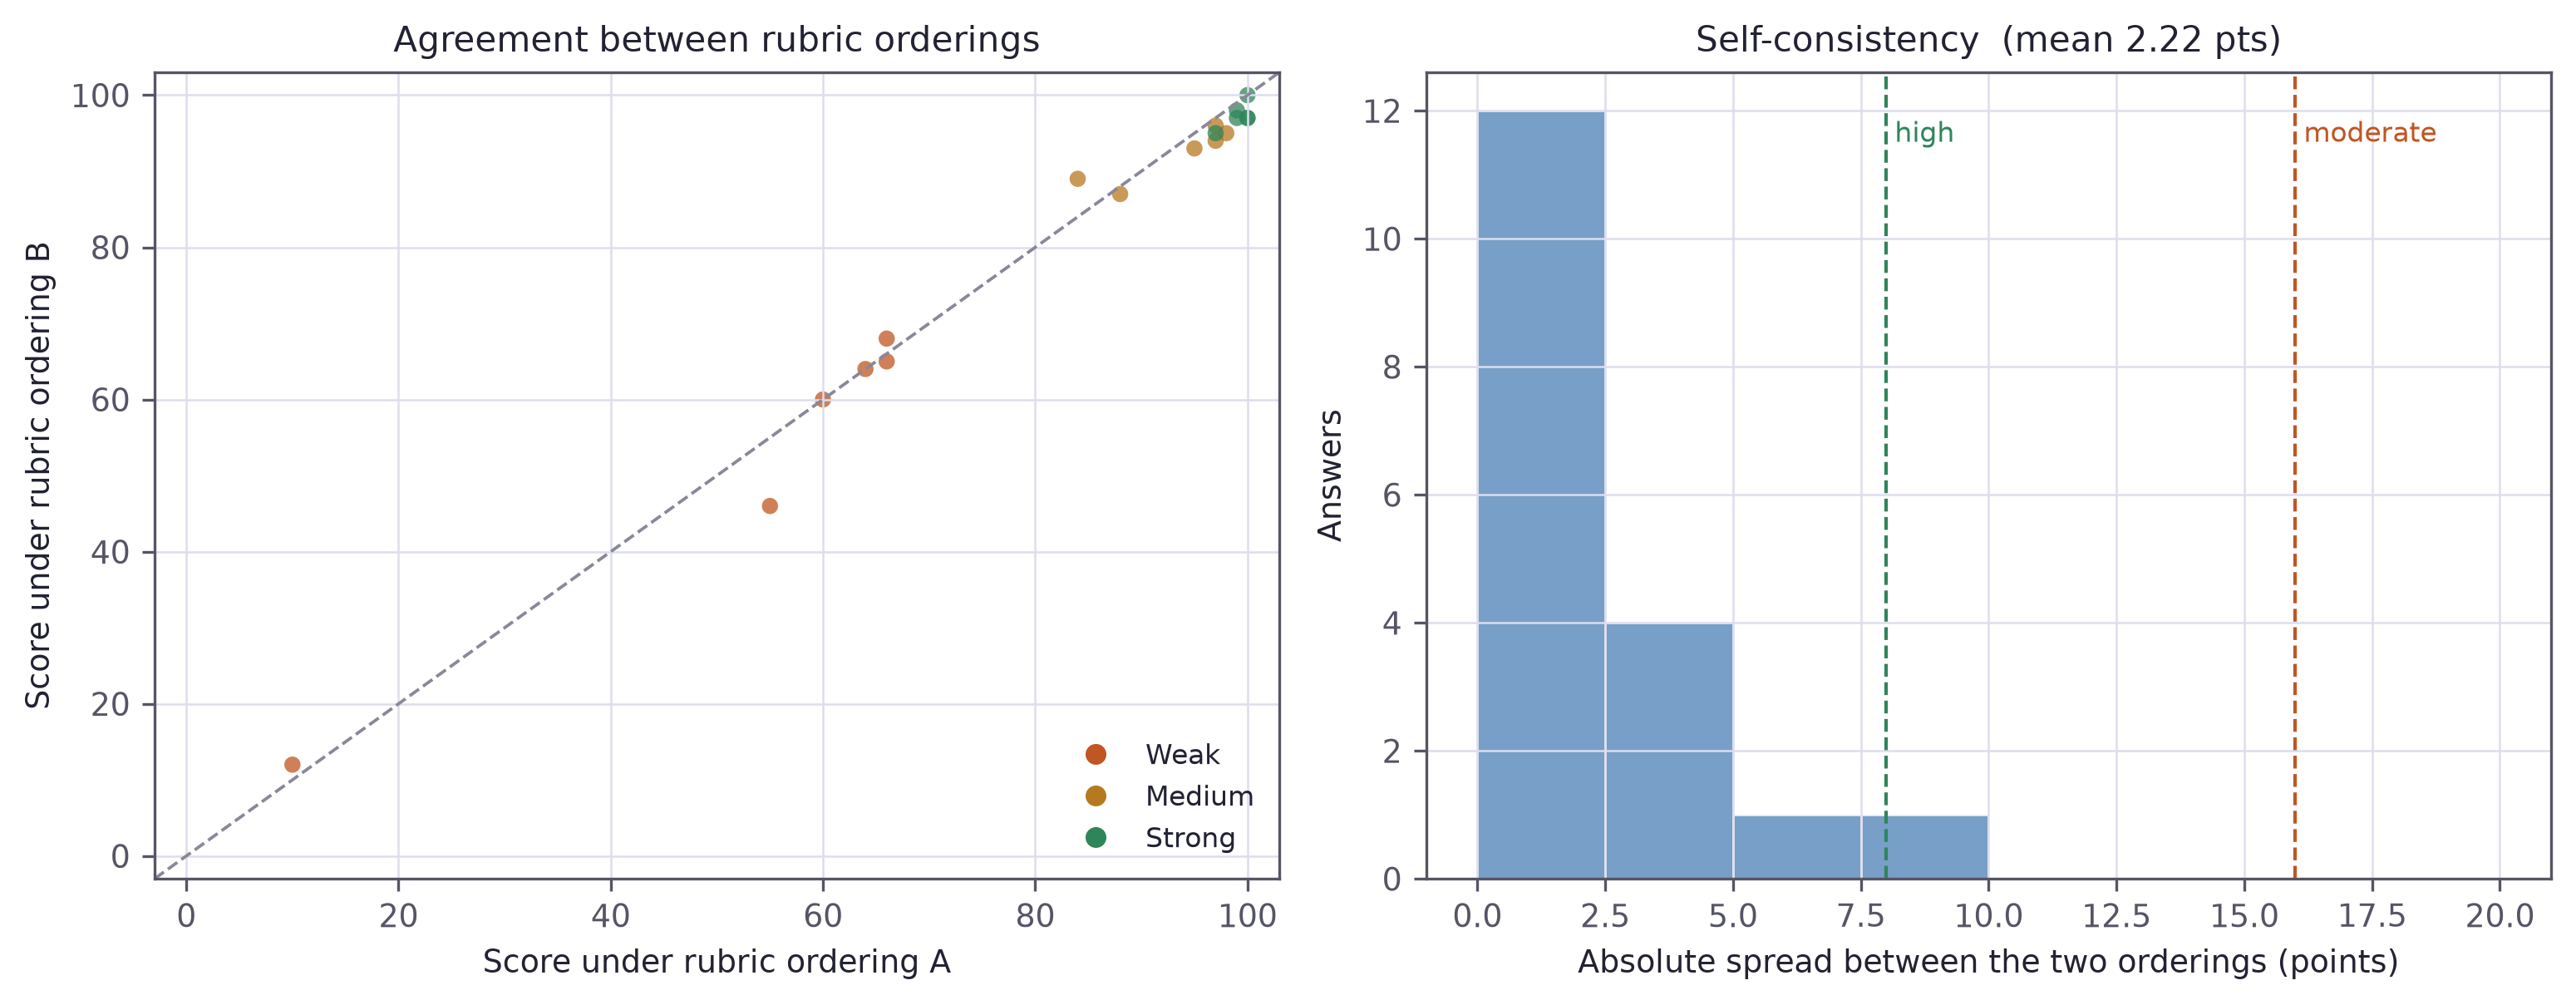 Agreement between rubric orderings
Score under rubric ordering B
100
80
60
40
20
0
Weak
Medium
Strong
0 20 40 60 80 100
Score under rubric ordering A
Self-consistency (mean 2.22 pts)
Answers
12
10
8
6
4
2
0
high
moderate
0.0 2.5 5.0 7.5 10.0 12.5 15.0 17.5 20.0
Absolute spread between the two orderings (points)